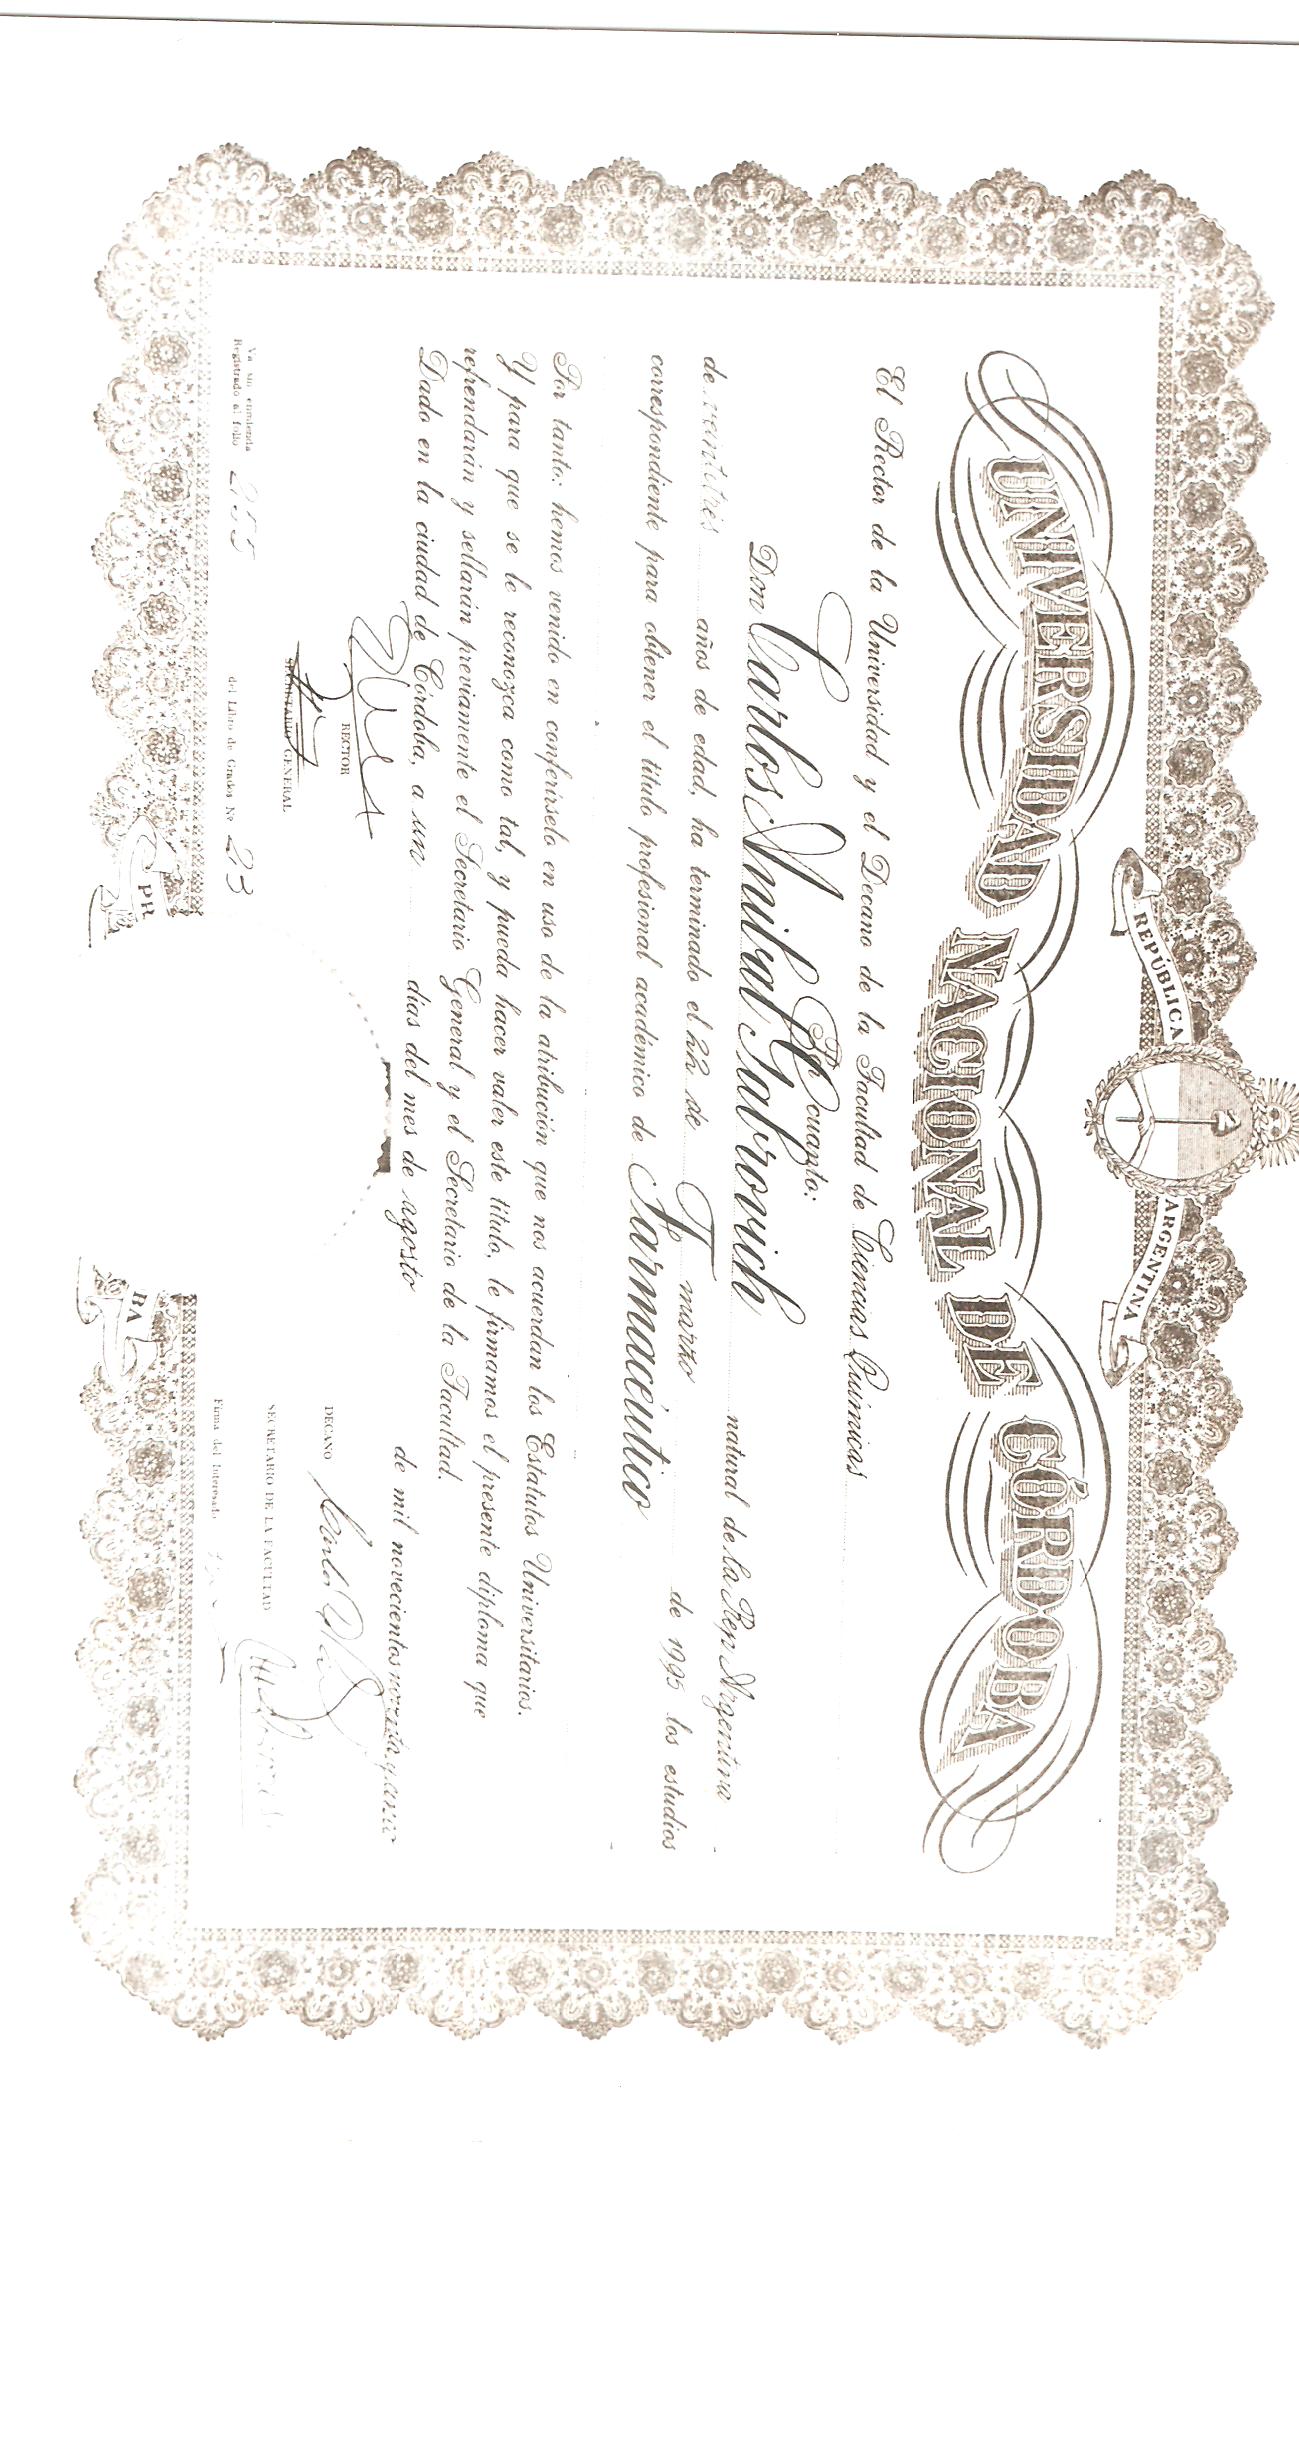 REPÚBLICA ARGENTINA
UNIVERSIDAD NACIONAL DE CÓRDOBA
El Rector de la Universidad y el Decano de la Facultad de Ciencias Químicas
Por cuanto:
Don Carlos Anibal Gabrovich natural de la Rep Argentina
de veintitrés años de edad, ha terminado el 22 de marzo de 1995 los estudios
correspondiente para obtener el título profesional académico de Farmacéutico
Por tanto: hemos venido en conferírselo en uso de la atribución que nos acuerdan los Estatutos Universitarios.
Y para que se le reconozca como tal, y pueda hacer valer este título, le firmamos el presente diploma que
refrendarán y sellarán previamente el Secretario General y el Secretario de la Facultad.
Dado en la ciudad de Córdoba, a un días del mes de agosto de mil novecientos noventa y cinco
RECTOR
DECANO
SECRETARIO GENERAL
SECRETARIO DE LA FACULTAD
Va sin enmienda
Registrado al folio 255 del Libro de Grados Nº 23
Firma del Interesado
PR
BA